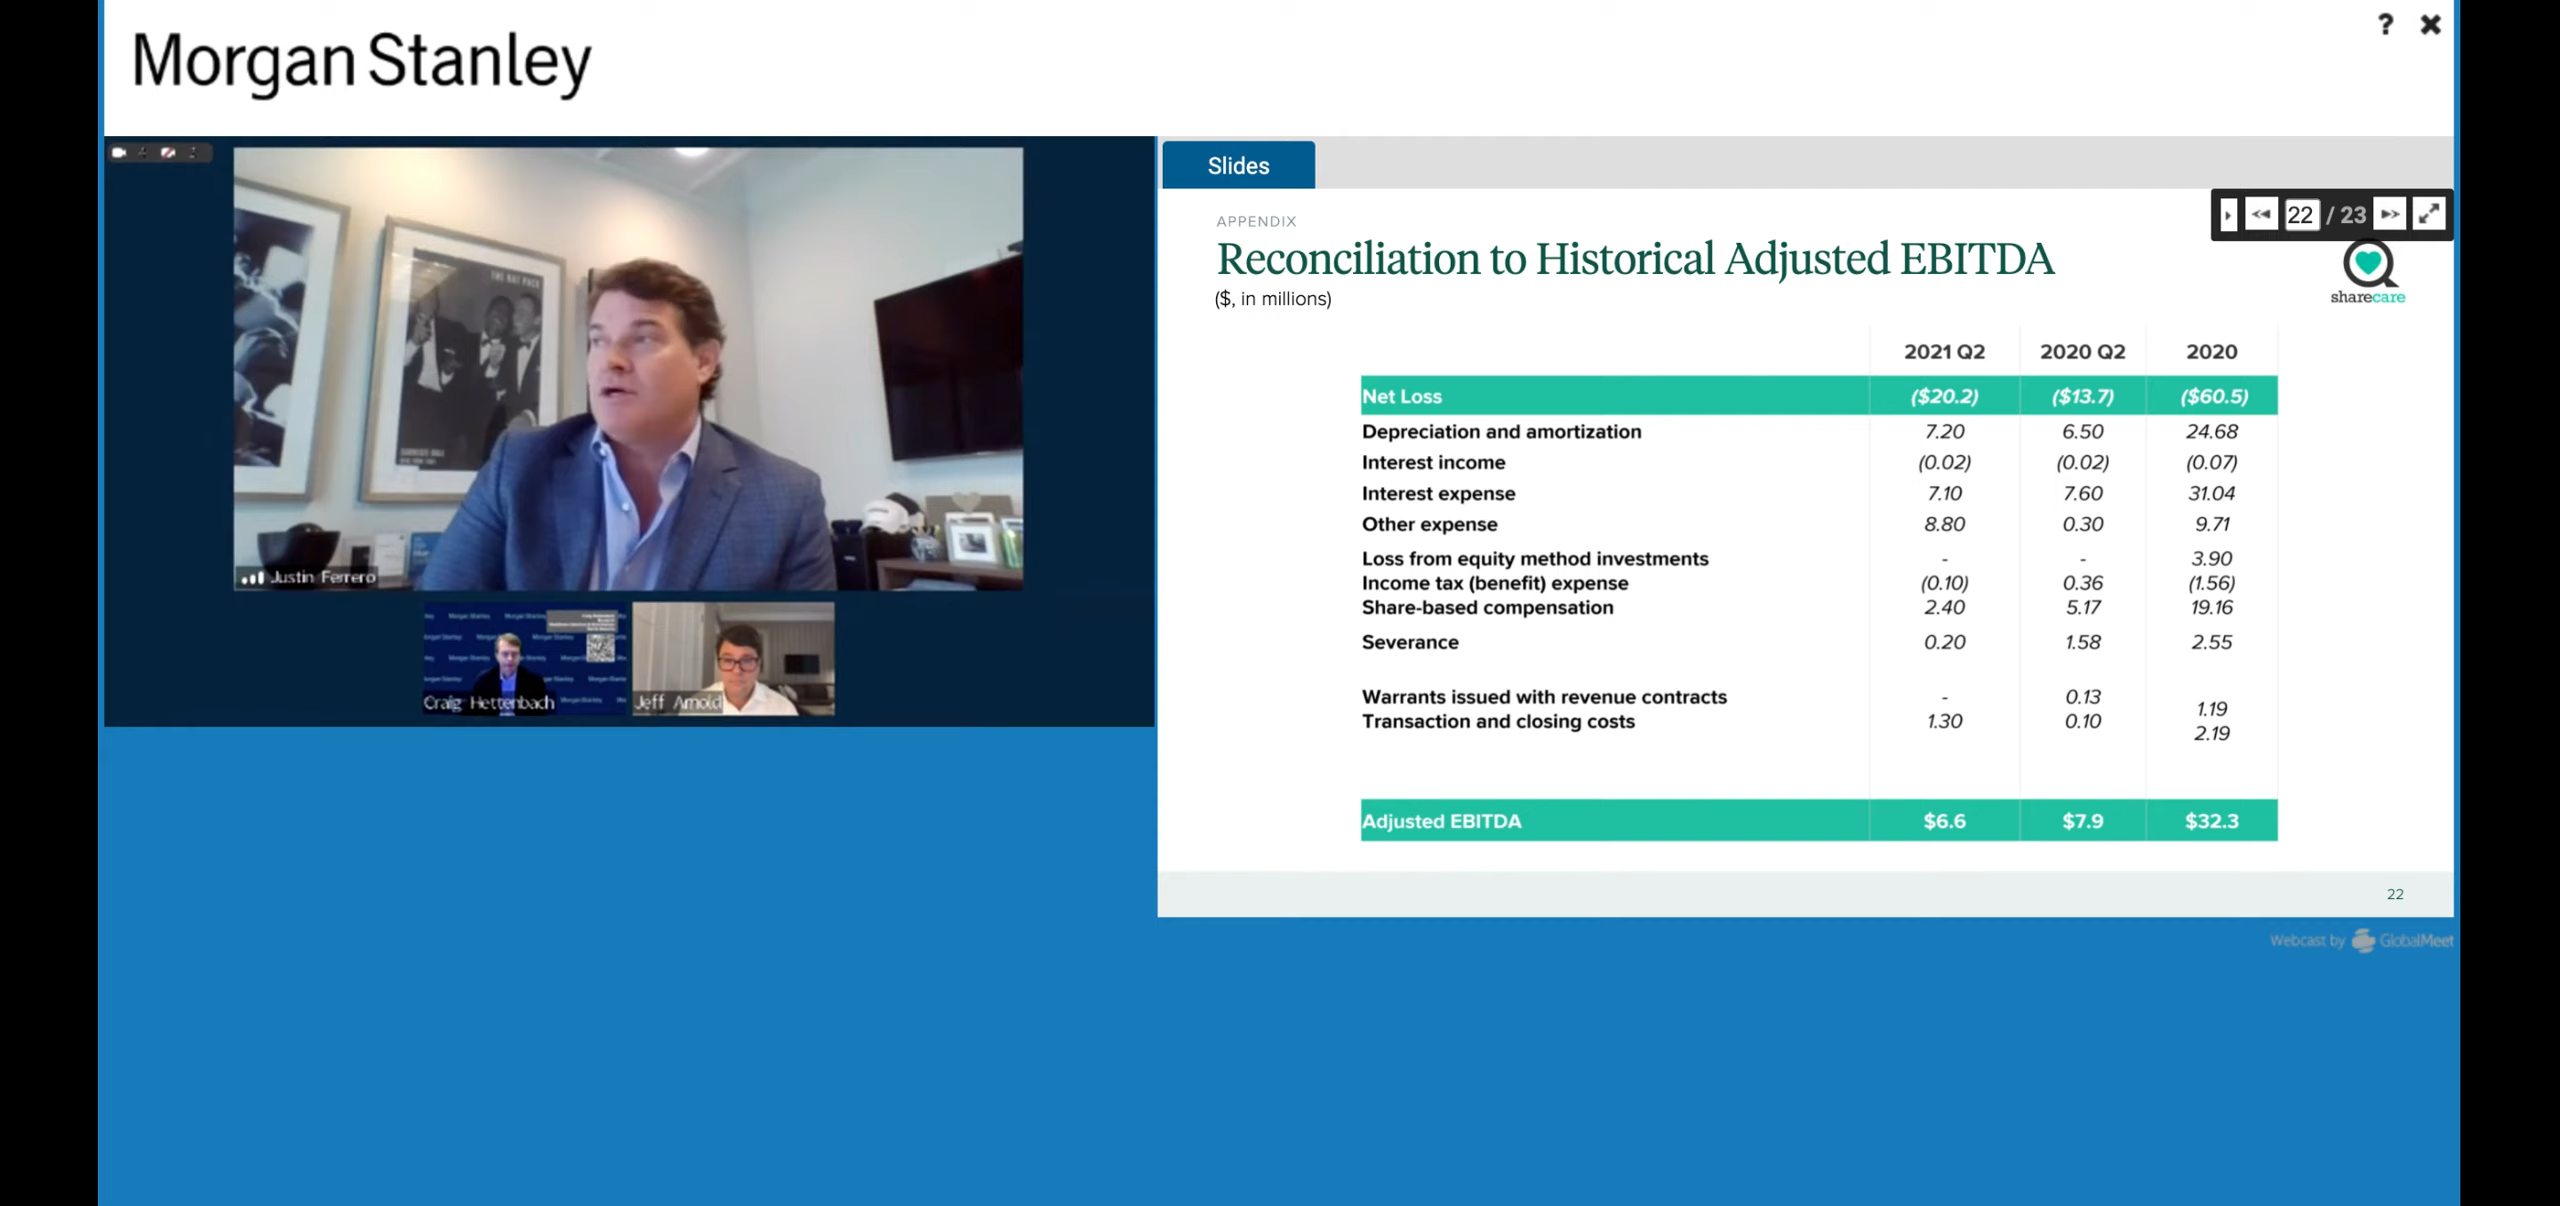 Morgan Stanley
? ✖
Slides
22 / 23
APPENDIX
Reconciliation to Historical Adjusted EBITDA
($, in millions)
sharecare
2021 Q2 2020 Q2 2020
Net Loss ($20.2) ($13.7) ($60.5)
Depreciation and amortization 7.20 6.50 24.68
Interest income (0.02) (0.02) (0.07)
Interest expense 7.10 7.60 31.04
Other expense 8.80 0.30 9.71
Loss from equity method investments - - 3.90
Income tax (benefit) expense (0.10) 0.36 (1.56)
Share-based compensation 2.40 5.17 19.16
Severance 0.20 1.58 2.55
Warrants issued with revenue contracts - 0.13 1.19
Transaction and closing costs 1.30 0.10 2.19
Adjusted EBITDA $6.6 $7.9 $32.3
22
THE RAT PACK
Justin Ferrero
Morgan Stanley
Craig Hettenbach
Jeff Arnold
Webcast by GlobalMeet